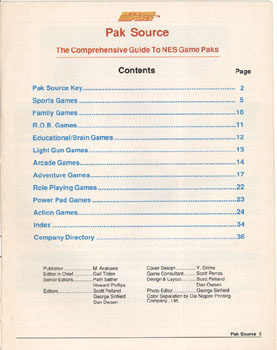 NINTENDO POWER™
Pak Source
The Comprehensive Guide To NES Game Paks
Contents Page
Pak Source Key 2
Sports Games 5
Family Games 10
R.O.B. Games 11
Educational/Brain Games 12
Light Gun Games 13
Arcade Games 14
Adventure Games 17
Role Playing Games 22
Power Pad Games 23
Action Games 24
Index 34
Company Directory 36
Publisher M. Arakawa
Editor in Chief Gail Tilden
Senior Editors Pam Sather
Howard Phillips
Editors Scott Pelland
George Sinfield
Dan Owsen
Cover Design Y. Orimo
Game Consultant
Design & Layout Scott Pelland
Dan Owsen
Photo Editor George Sinfield
Color Separation by Dai Nippon Printing
Company, Ltd.
Pak Source